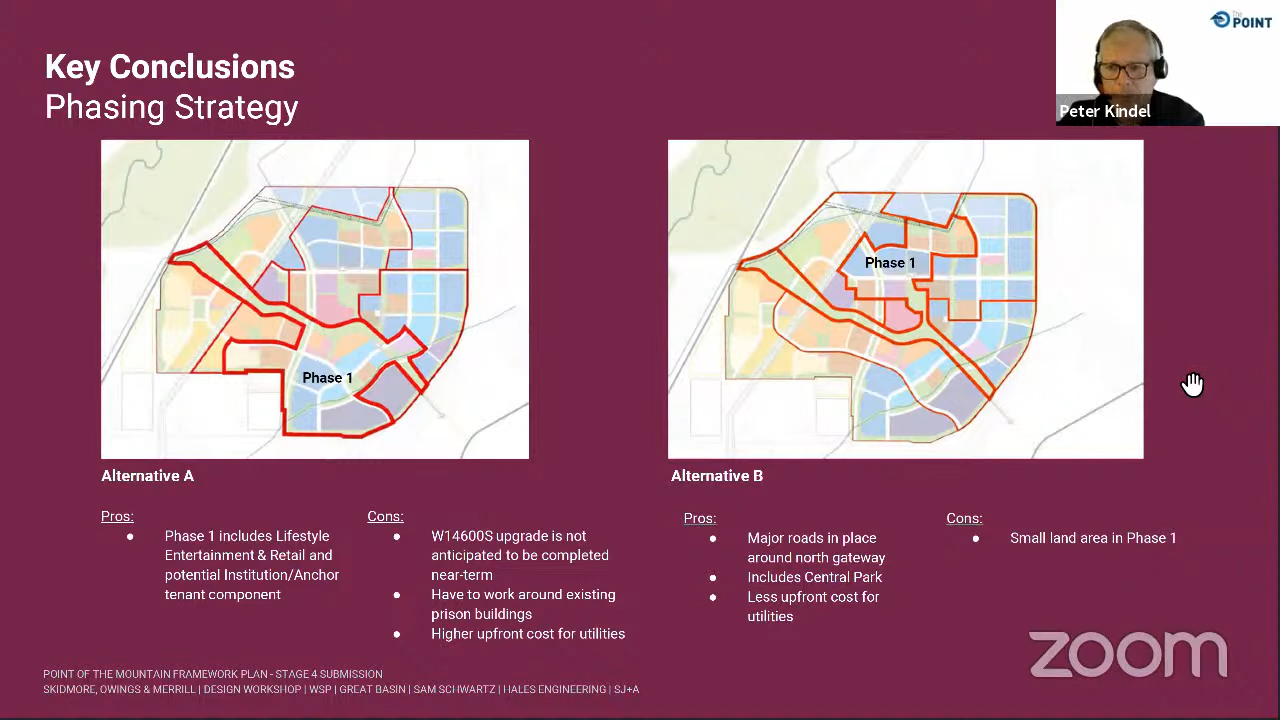 The
POINT
Peter Kindel
Key Conclusions
Phasing Strategy
Phase 1
Phase 1
Alternative A
Pros:
● Phase 1 includes Lifestyle
Entertainment & Retail and
potential Institution/Anchor
tenant component
Cons:
● W14600S upgrade is not
anticipated to be completed
near-term
● Have to work around existing
prison buildings
● Higher upfront cost for utilities
Alternative B
Pros:
● Major roads in place
around north gateway
● Includes Central Park
● Less upfront cost for
utilities
Cons:
● Small land area in Phase 1
POINT OF THE MOUNTAIN FRAMEWORK PLAN - STAGE 4 SUBMISSION
SKIDMORE, OWINGS & MERRILL | DESIGN WORKSHOP | WSP | GREAT BASIN | SAM SCHWARTZ | HALES ENGINEERING | SJ+A
zoom